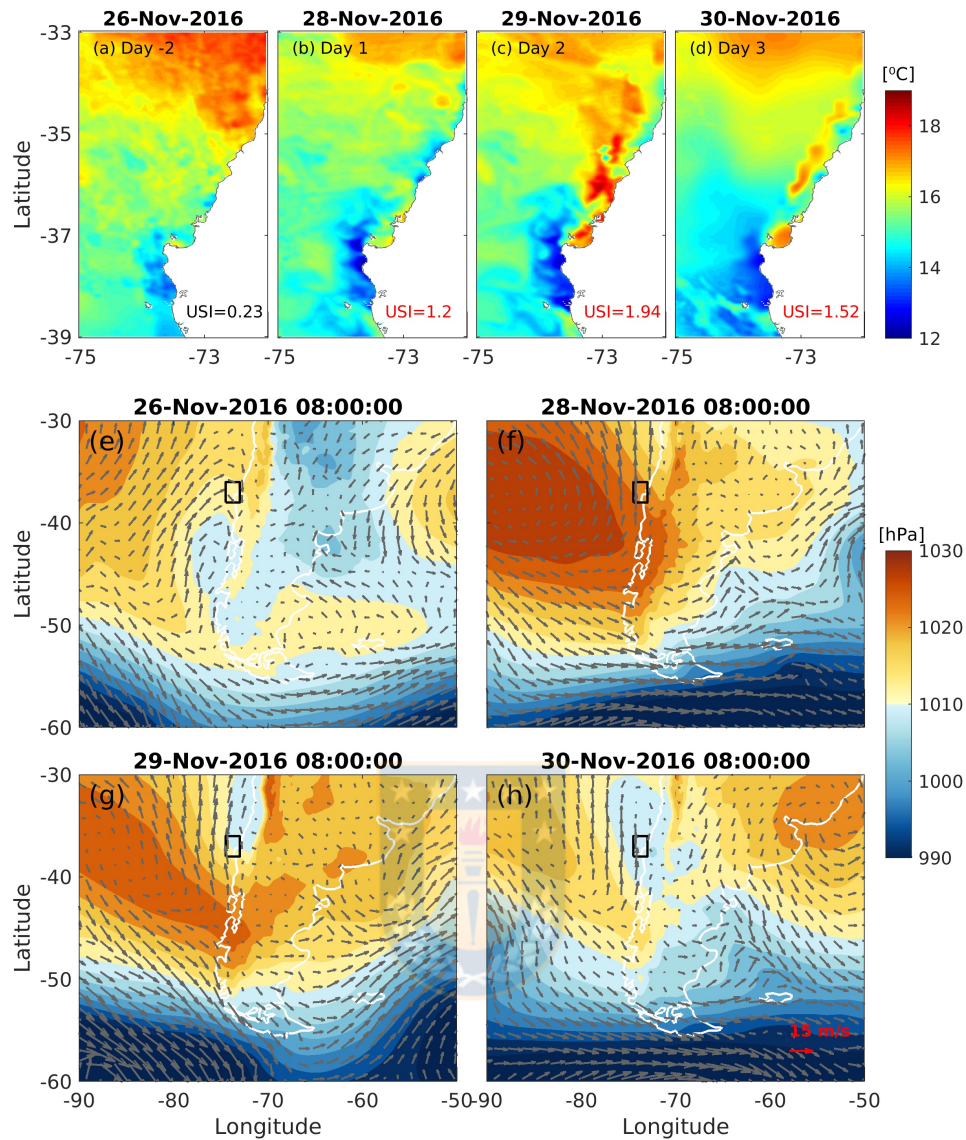 26-Nov-2016 28-Nov-2016 29-Nov-2016 30-Nov-2016
-33
(a) Day -2 (b) Day 1 (c) Day 2 (d) Day 3
[⁰C]
18
-35
16
Latitude
-37
14
USI=0.23 USI=1.2 USI=1.94 USI=1.52
-39
12
-75 -73 -75 -73 -75 -73 -75 -73
26-Nov-2016 08:00:00 28-Nov-2016 08:00:00
-30
(e) (f)
-40
Latitude
-50
-60
[hPa]
1030
1020
1010
1000
990
29-Nov-2016 08:00:00 30-Nov-2016 08:00:00
-30
(g) (h)
-40
Latitude
-50
15 m/s
-60
-90 -80 -70 -60 -50 -90 -80 -70 -60 -50
Longitude Longitude